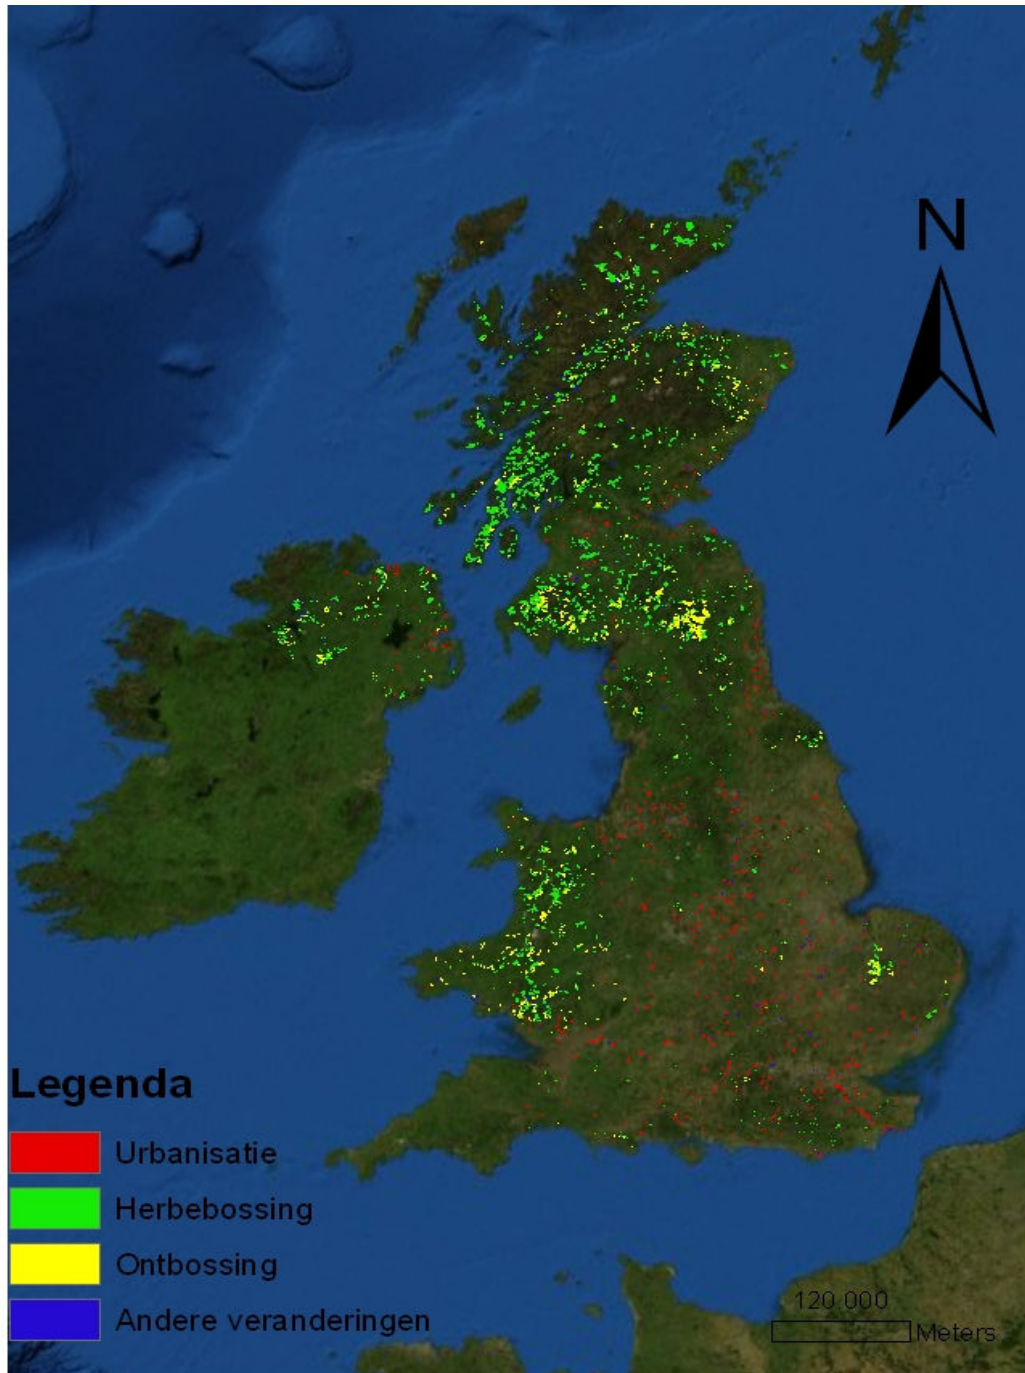 N
Legenda
Urbanisatie
Herbebossing
Ontbossing
Andere veranderingen
120.000
Meters